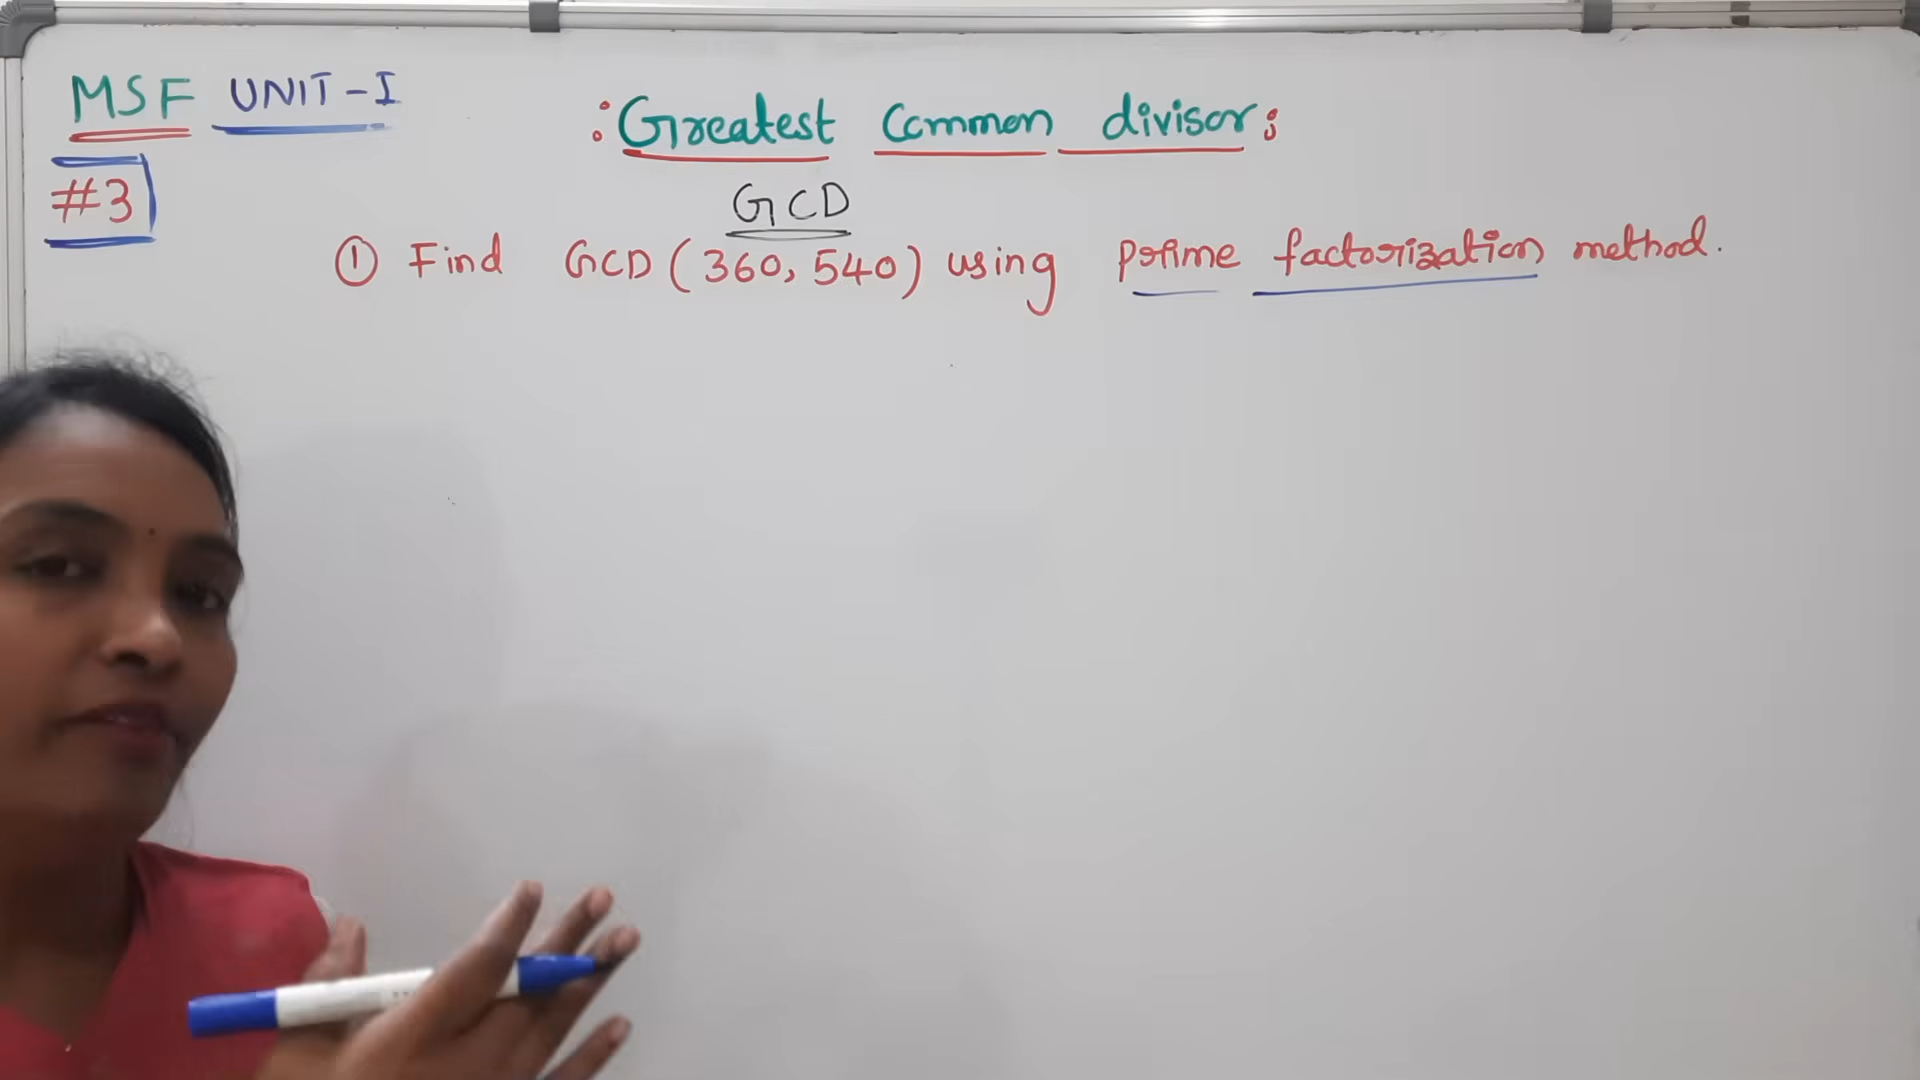 MSF UNIT-I
:Greatest Common divisor:
#3
GCD
① Find GCD(360, 540) using prime factorization method.